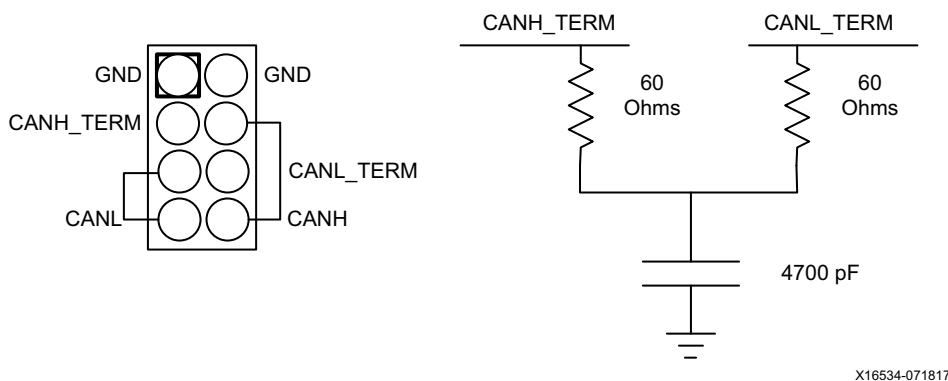 CANH_TERM
CANL_TERM
GND
GND
60
Ohms
60
Ohms
CANH_TERM
CANL_TERM
CANL
CANH
4700 pF
X16534-071817